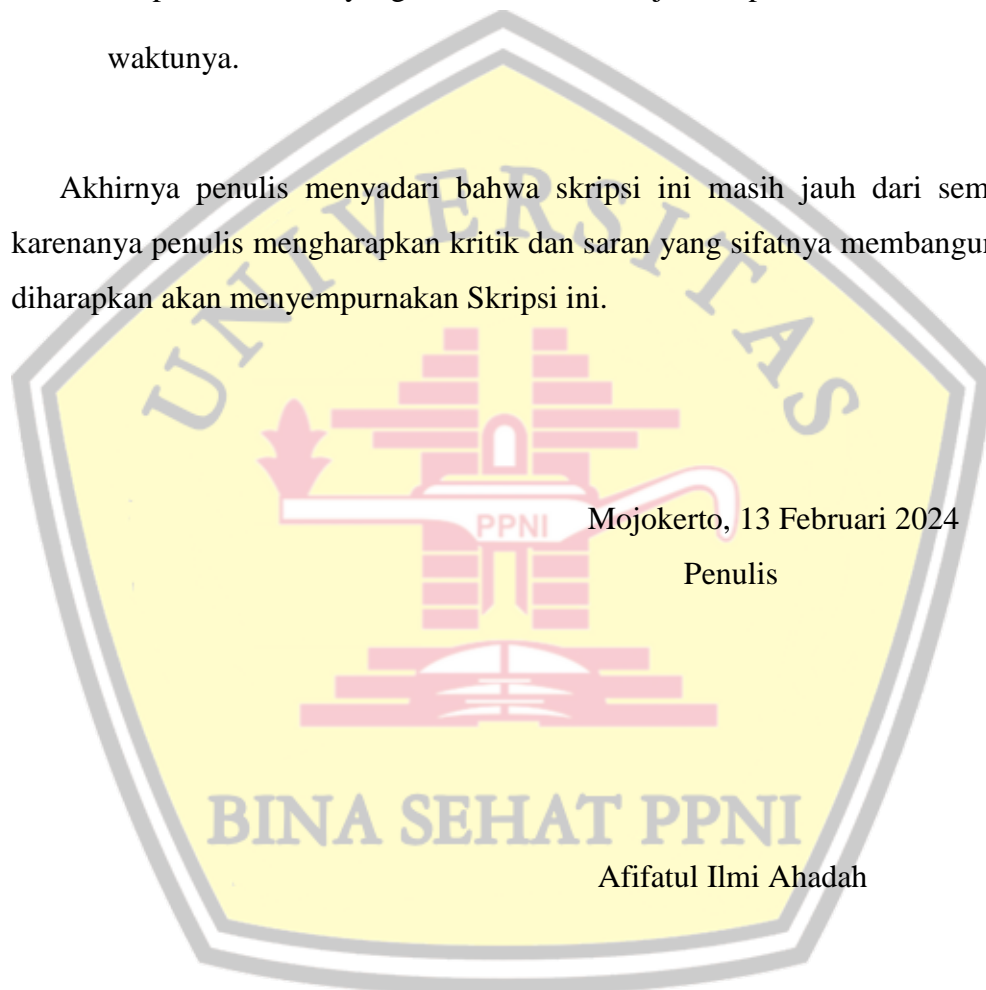 waktunya.
Akhirnya penulis menyadari bahwa skripsi ini masih jauh dari sem
karenanya penulis mengharapkan kritik dan saran yang sifatnya membangun
diharapkan akan menyempurnakan Skripsi ini.
UNIVERSITAS
PPNI
Mojokerto, 13 Februari 2024
Penulis
BINA SEHAT PPNI
Afifatul Ilmi Ahadah